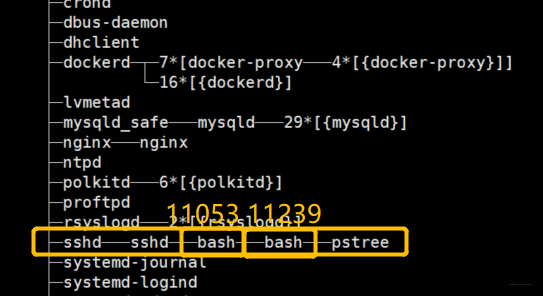 ├─crond
├─dbus-daemon
├─dhclient
├─dockerd─┬─7*[docker-proxy───4*[{docker-proxy}]]
└─16*[{dockerd}]
├─lvmetad
├─mysqld_safe───mysqld───29*[{mysqld}]
├─nginx───nginx
├─ntpd
├─polkitd───6*[{polkitd}]
├─proftpd
11053 11239
├─rsyslogd───2*[{rsyslogd}]
├─sshd───sshd───bash───bash───pstree
├─systemd-journal
├─systemd-logind